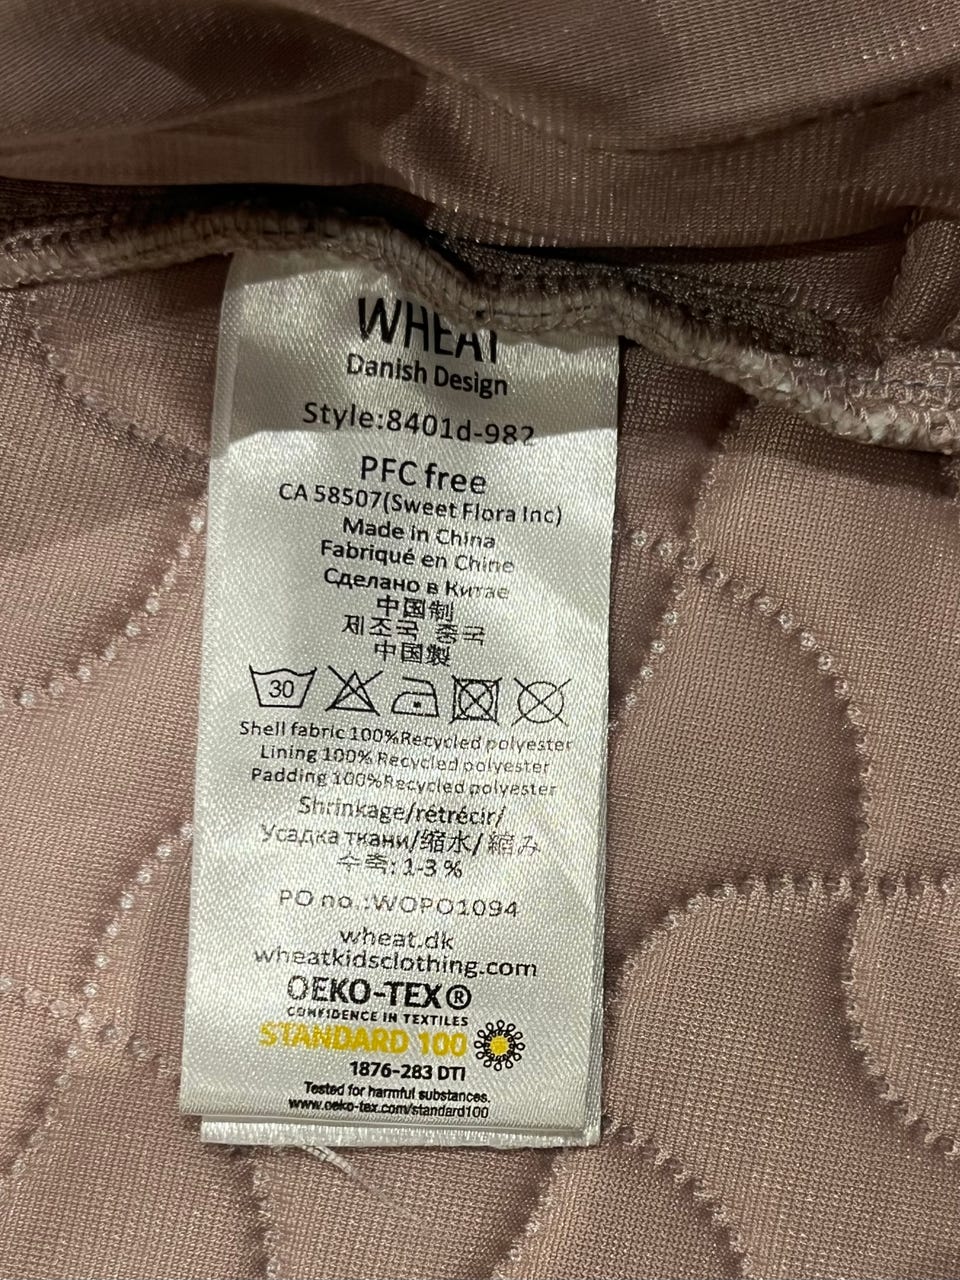 WHEAT
Danish Design
Style:8401d-982
PFC free
CA 58507(Sweet Flora Inc)
Made in China
Fabriqué en Chine
Сделано в Китае
中国制
제조국 중국
中国製
30
Shell fabric 100%Recycled polyester
Lining 100% Recycled polyester
Padding 100%Recycled polyester
Shrinkage/rétrécir/
Усадка ткани/缩水/縮み
수축: 1-3 %
PO no.:WOPO1094
wheat.dk
wheatkidsclothing.com
OEKO-TEX®
CONFIDENCE IN TEXTILES
STANDARD 100
1876-283 DTI
Tested for harmful substances.
www.oeko-tex.com/standard100